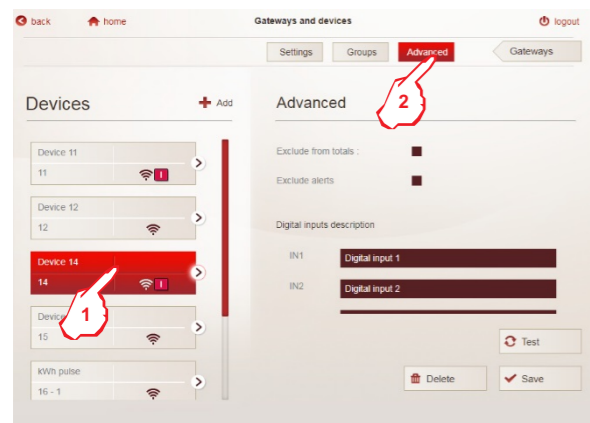 back home Gateways and devices logout
Settings Groups Advanced Gateways
Devices Add
Advanced
Device 11
11 I
Device 12
12
Device 14
14 I
Device
15
kWh pulse
16 - 1
Exclude from totals :
Exclude alerts
Digital inputs description
IN1 Digital input 1
IN2 Digital input 2
Test
Delete Save
1
2